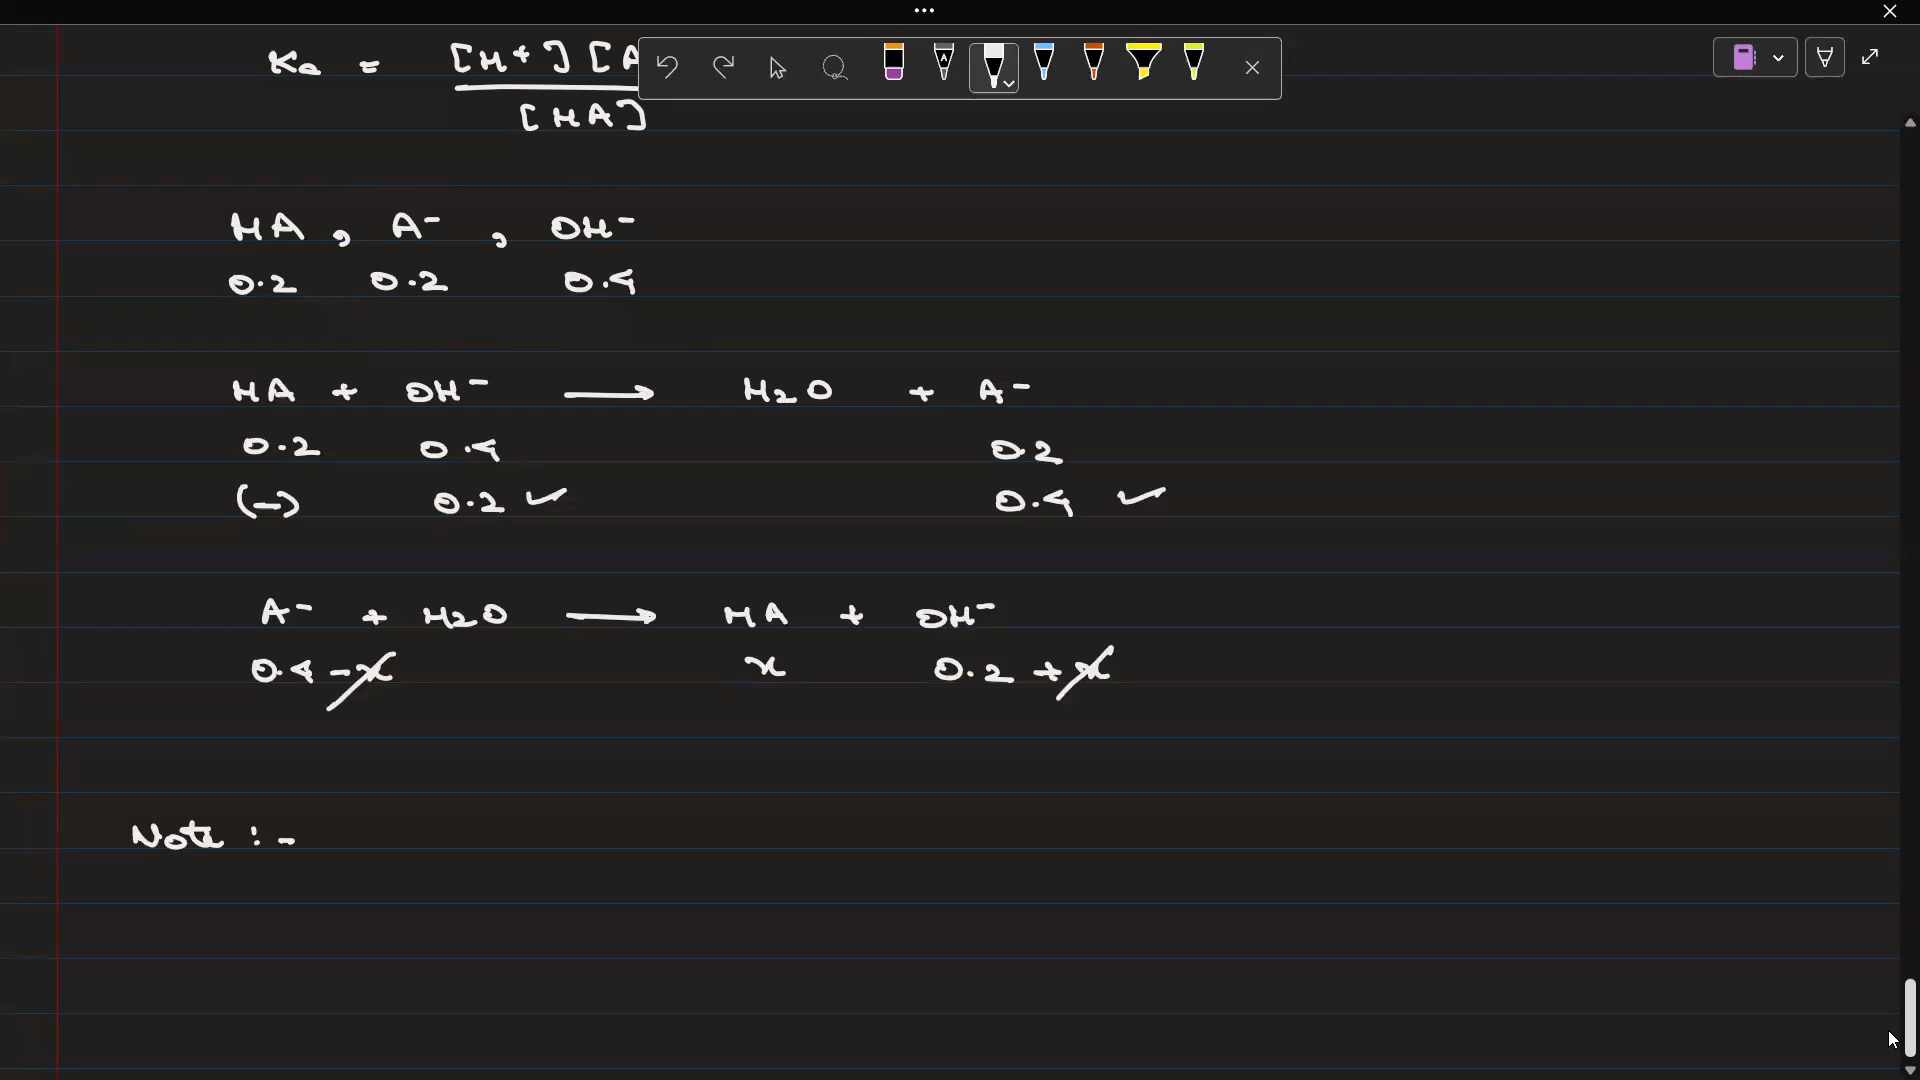 Ka = [H+] [A
[HA]
HA , A⁻ , OH⁻
0.2 0.2 0.4
HA + OH⁻ ⟶ H₂O + A⁻
0.2 0.4 0.2
(-) 0.2 ✓ 0.4 ✓
A⁻ + H₂O ⟶ HA + OH⁻
0.4 - x x 0.2 + x
Note : -